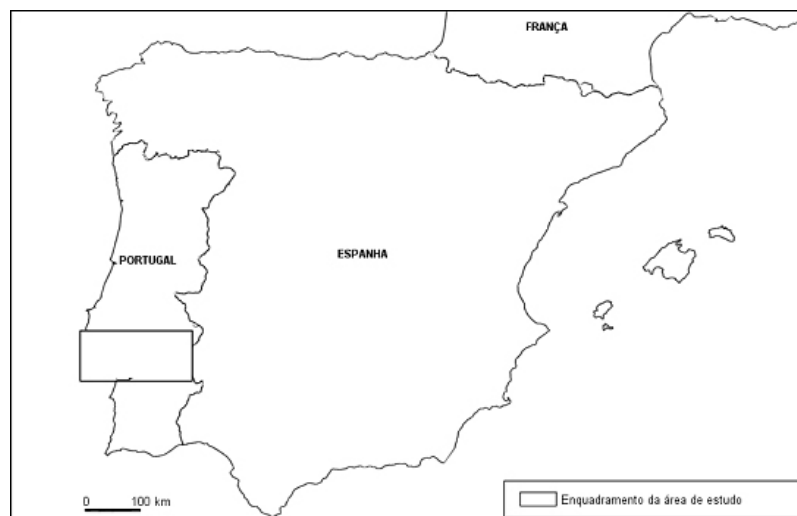 FRANÇA
ESPANHA
PORTUGAL
0 100 km
Enquadramento da área de estudo